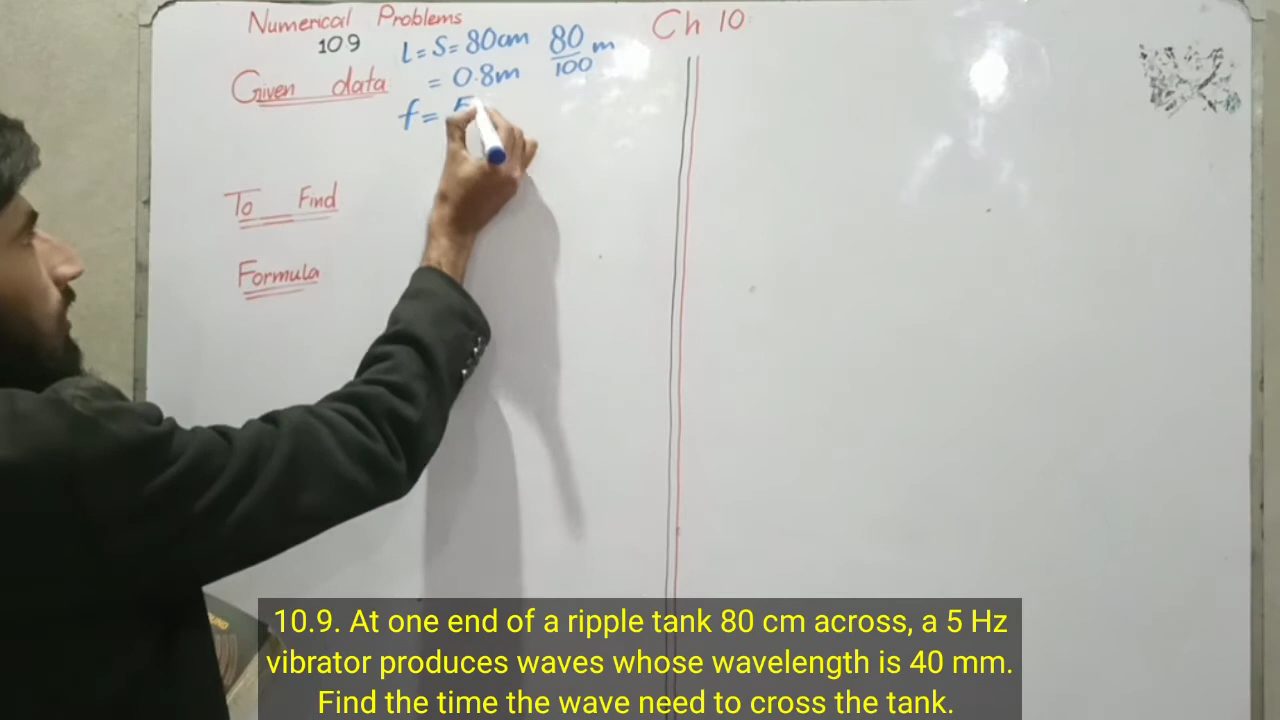 Numerical Problems
10 9
Ch 10
Given data
l = S = 80cm 80/100 m
= 0.8m
f = 5
To Find
Formula
10.9. At one end of a ripple tank 80 cm across, a 5 Hz
vibrator produces waves whose wavelength is 40 mm.
Find the time the wave need to cross the tank.